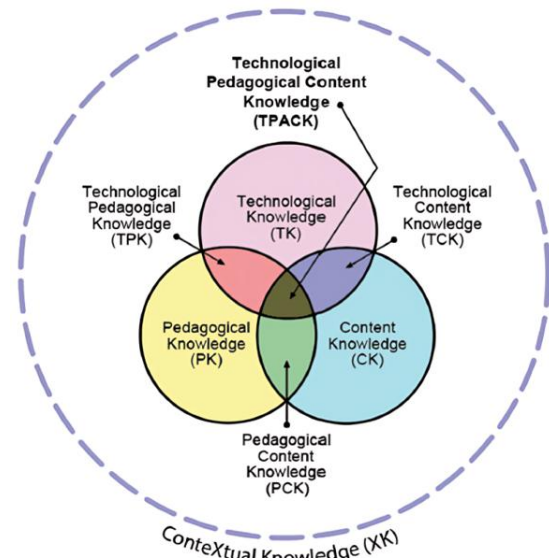 Technological
Pedagogical Content
Knowledge
(TPACK)
Technological
Pedagogical
Knowledge
(TPK)
Technological
Knowledge
(TK)
Technological
Content
Knowledge
(TCK)
Pedagogical
Knowledge
(PK)
Content
Knowledge
(CK)
Pedagogical
Content
Knowledge
(PCK)
ConteXtual Knowledge (XK)